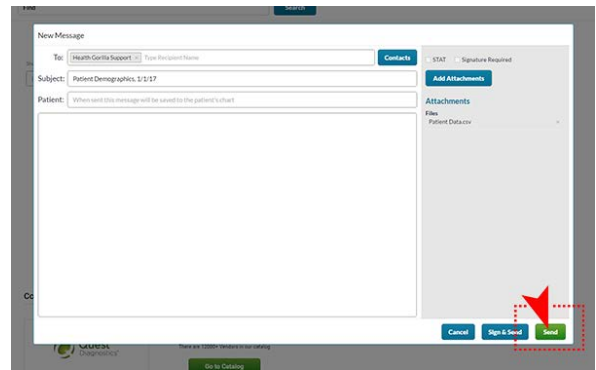 Find
Search
New Message
To: Health Gorilla Support × Type Recipient Name Contacts
STAT Signature Required
Subject: Patient Demographics, 1/1/17
Add Attachments
Patient: When sent this message will be saved to the patient's chart
Attachments
Files
Patient Data.csv ×
Co
Cancel Sign & Send Send
Quest
Diagnostics
There are 12000+ vendors in our catalog
Go to Catalog